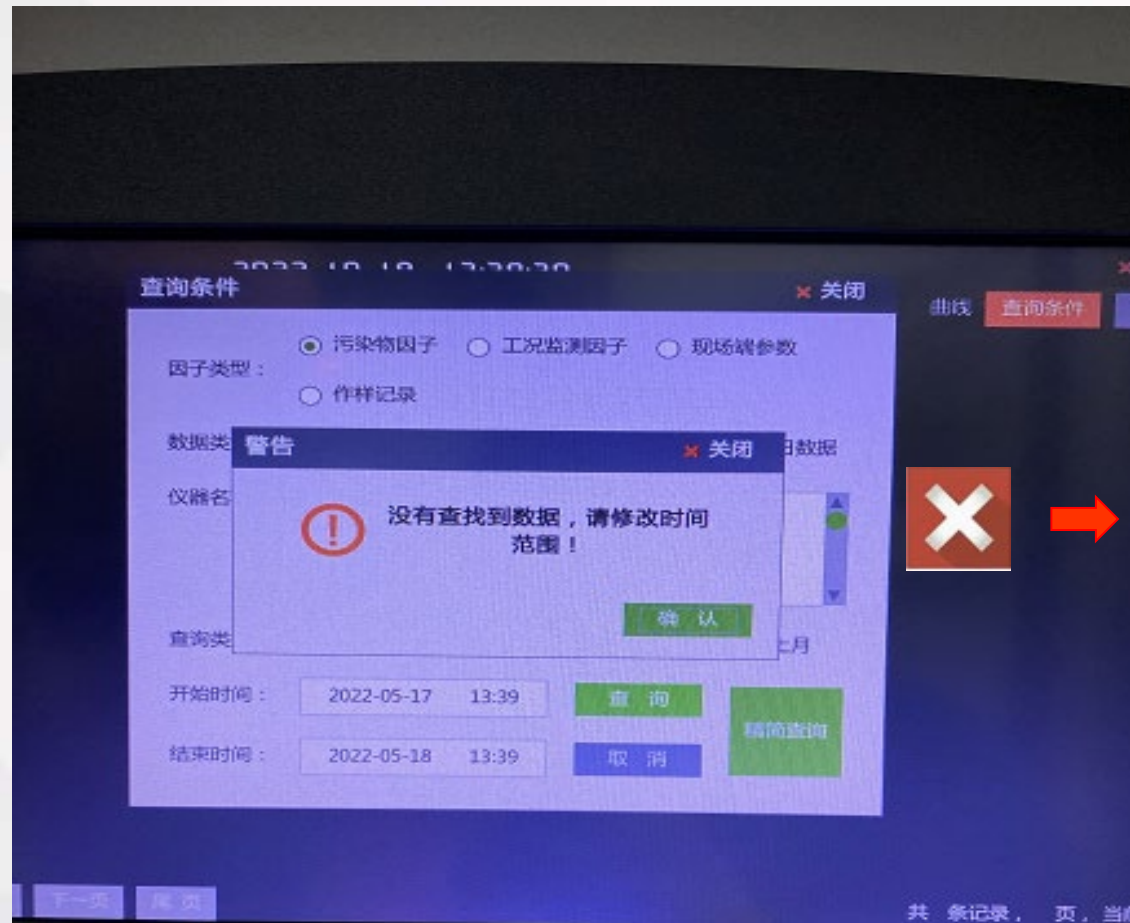 查询条件
关闭
曲线
查询条件
因子类型：
污染物因子
工况监测因子
现场端参数
作样记录
数据类
警告
关闭
日数据
仪器名
没有查找到数据，请修改时间
范围！
确 认
查询类
上月
开始时间：
2022-05-17 13:39
查 询
精简查询
结束时间：
2022-05-18 13:39
取 消
下一页
尾 页
共 条记录， 页，当前